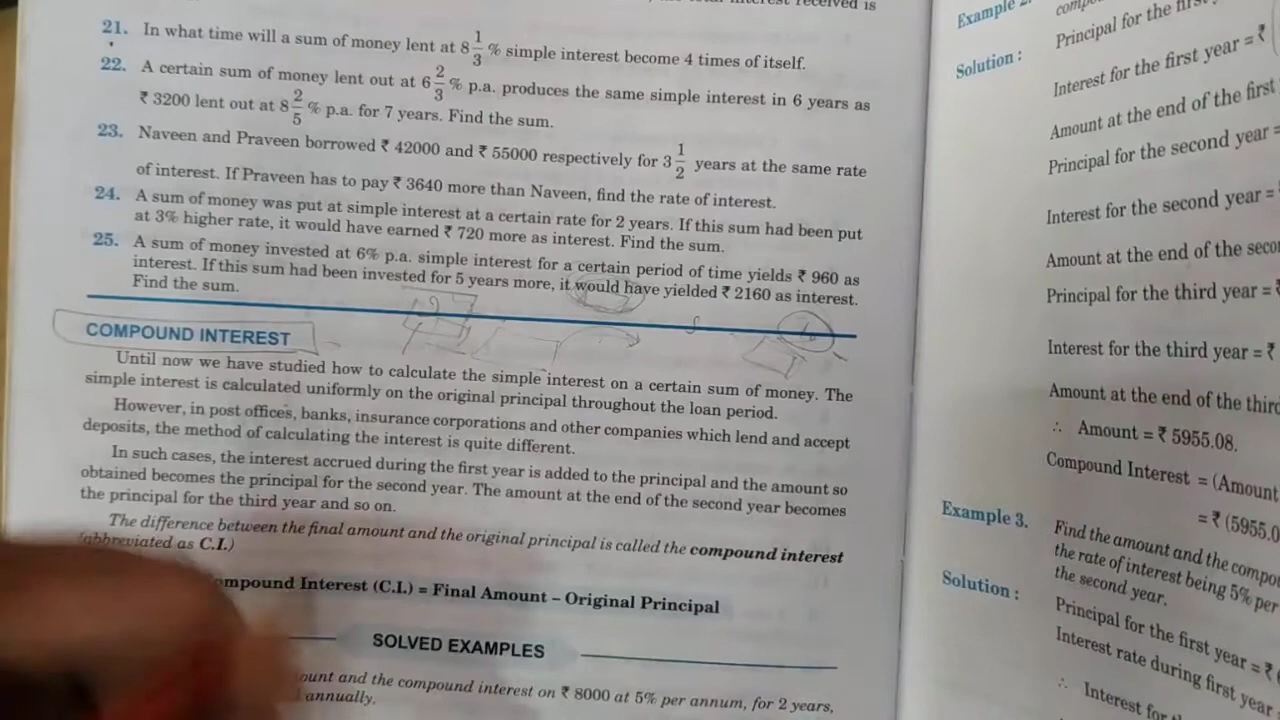 received is
21. In what time will a sum of money lent at 8 1/3 % simple interest become 4 times of itself.
22. A certain sum of money lent out at 6 2/3 % p.a. produces the same simple interest in 6 years as
₹ 3200 lent out at 8 2/5 % p.a. for 7 years. Find the sum.
23. Naveen and Praveen borrowed ₹ 42000 and ₹ 55000 respectively for 3 1/2 years at the same rate
of interest. If Praveen has to pay ₹ 3640 more than Naveen, find the rate of interest.
24. A sum of money was put at simple interest at a certain rate for 2 years. If this sum had been put
at 3% higher rate, it would have earned ₹ 720 more as interest. Find the sum.
25. A sum of money invested at 6% p.a. simple interest for a certain period of time yields ₹ 960 as
interest. If this sum had been invested for 5 years more, it would have yielded ₹ 2160 as interest.
Find the sum.
COMPOUND INTEREST
Until now we have studied how to calculate the simple interest on a certain sum of money. The
simple interest is calculated uniformly on the original principal throughout the loan period.
However, in post offices, banks, insurance corporations and other companies which lend and accept
deposits, the method of calculating the interest is quite different.
In such cases, the interest accrued during the first year is added to the principal and the amount so
obtained becomes the principal for the second year. The amount at the end of the second year becomes
the principal for the third year and so on.
The difference between the final amount and the original principal is called the compound interest
(abbreviated as C.I.)
ompound Interest (C.I.) = Final Amount – Original Principal
SOLVED EXAMPLES
ount and the compound interest on ₹ 8000 at 5% per annum, for 2 years,
annually.
Example
Solution :
Principal for the
Interest for the first year = ₹
Amount at the end of the first
Principal for the second year =
Interest for the second year =
Amount at the end of the seco
Principal for the third year = ₹
Interest for the third year = ₹
Amount at the end of the third
∴ Amount = ₹ 5955.08.
Compound Interest = (Amount
= ₹ (5955.0
Example 3. Find the amount and the compo
the rate of interest being 5% per
the second year.
Solution : Principal for the first year = ₹
Interest rate during first year
∴ Interest for